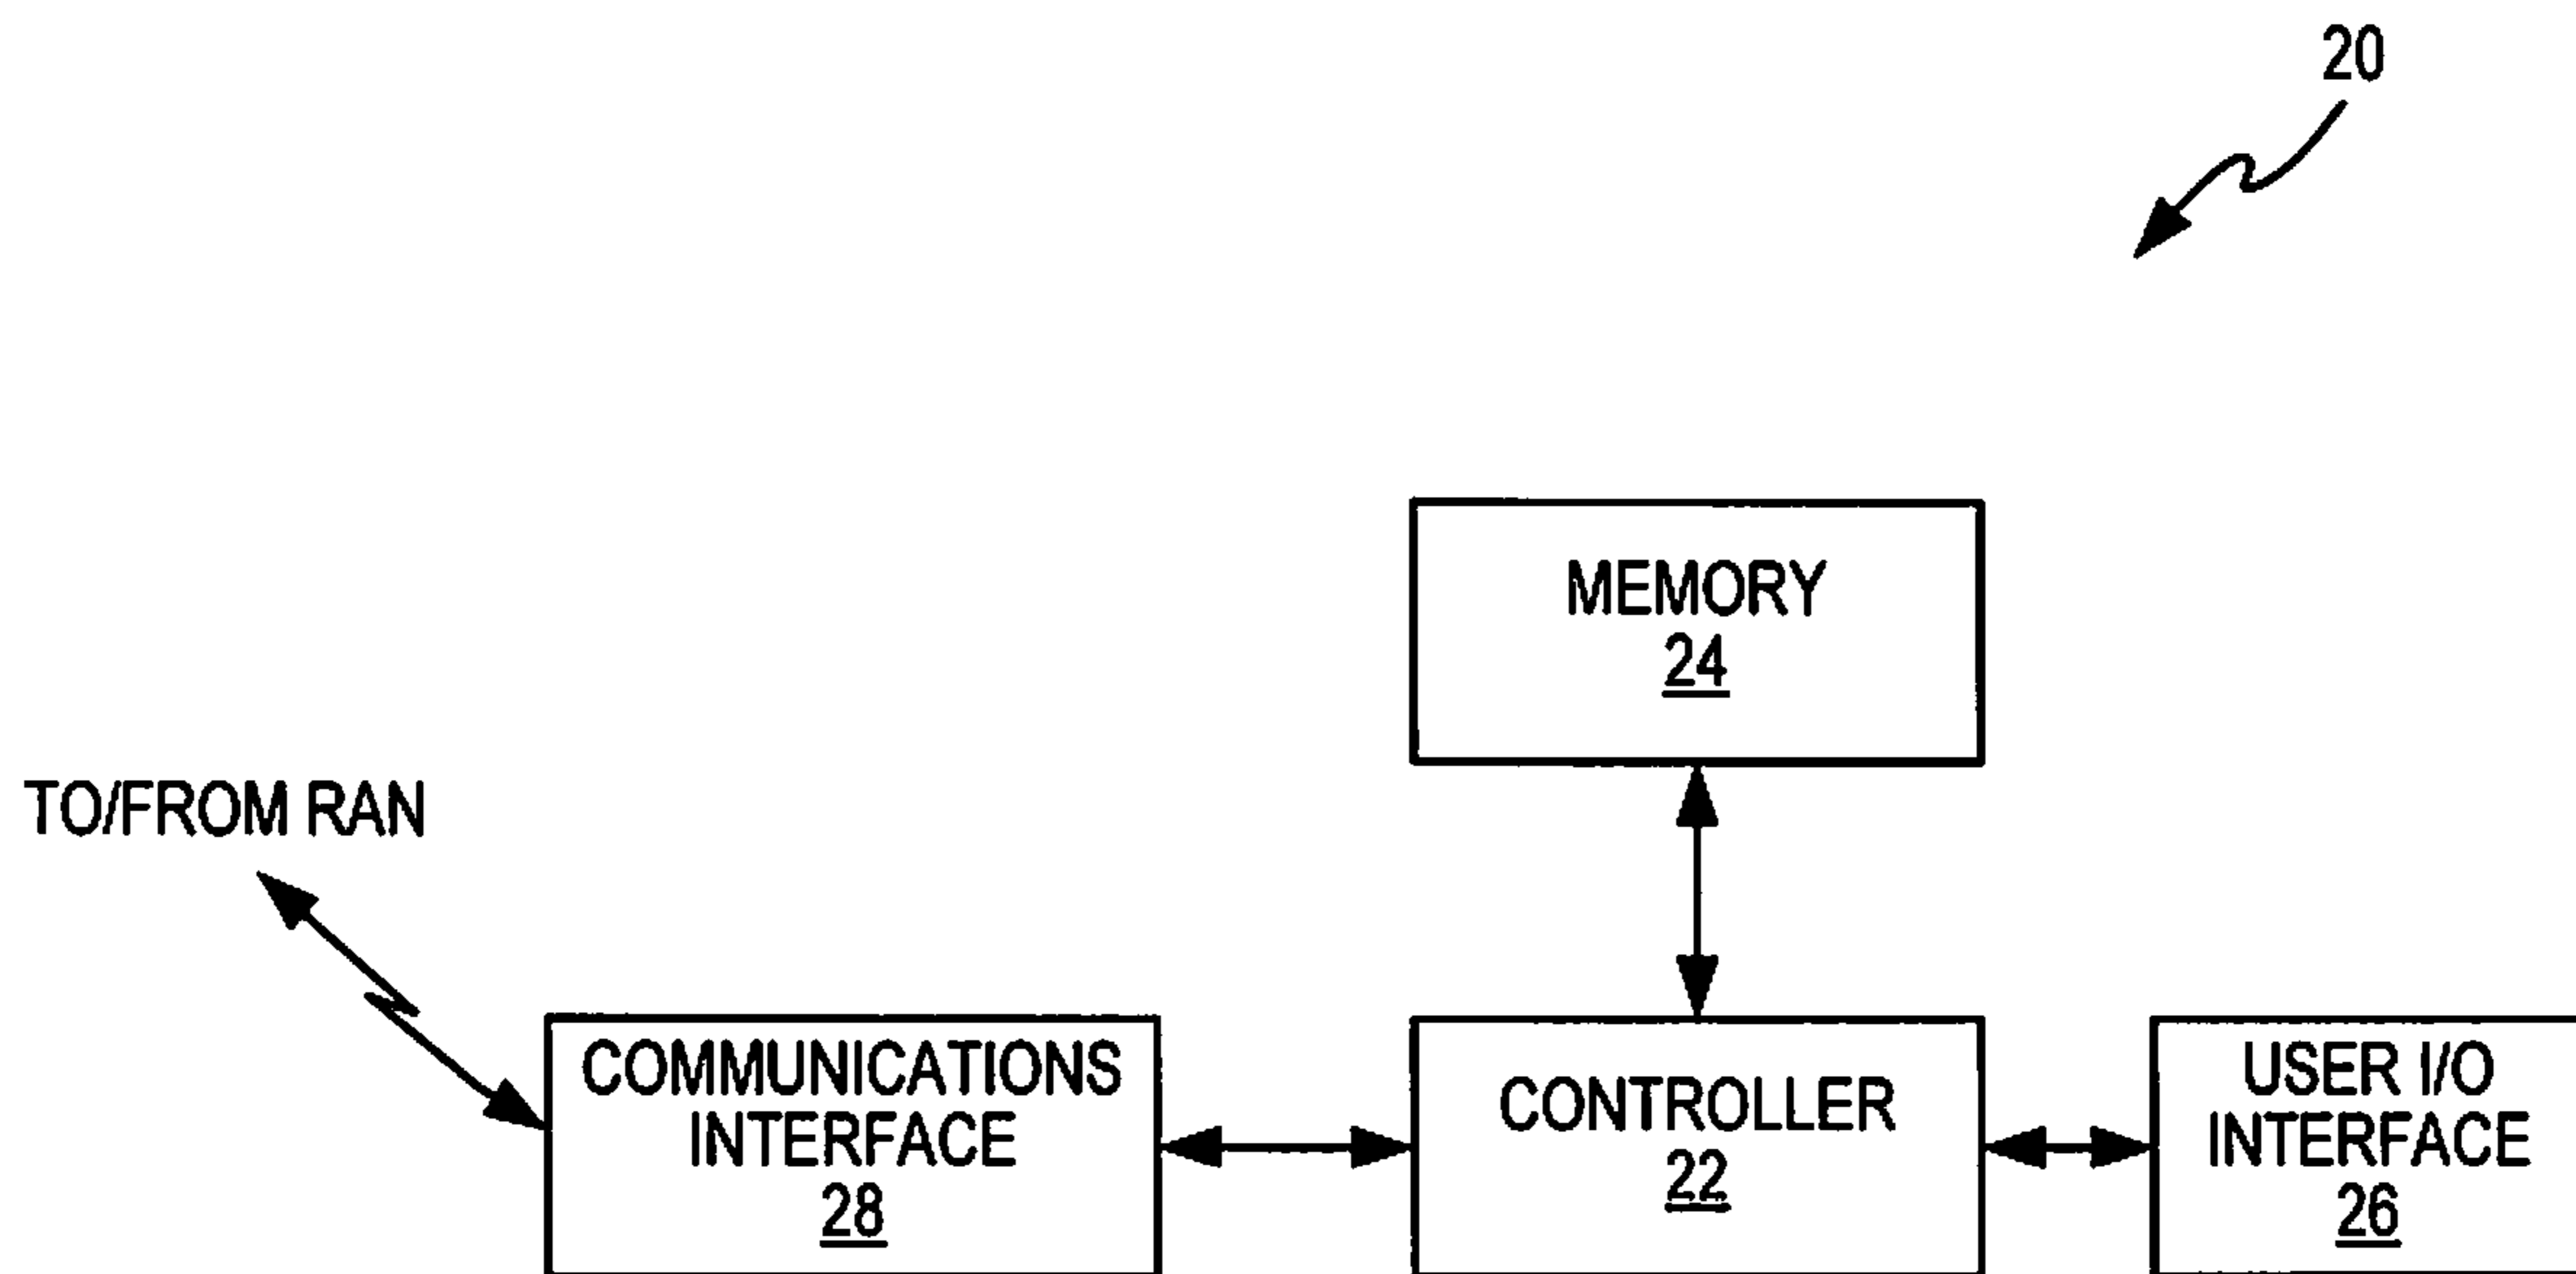 20
MEMORY
24
TO/FROM RAN
COMMUNICATIONS
INTERFACE
28
CONTROLLER
22
USER I/O
INTERFACE
26